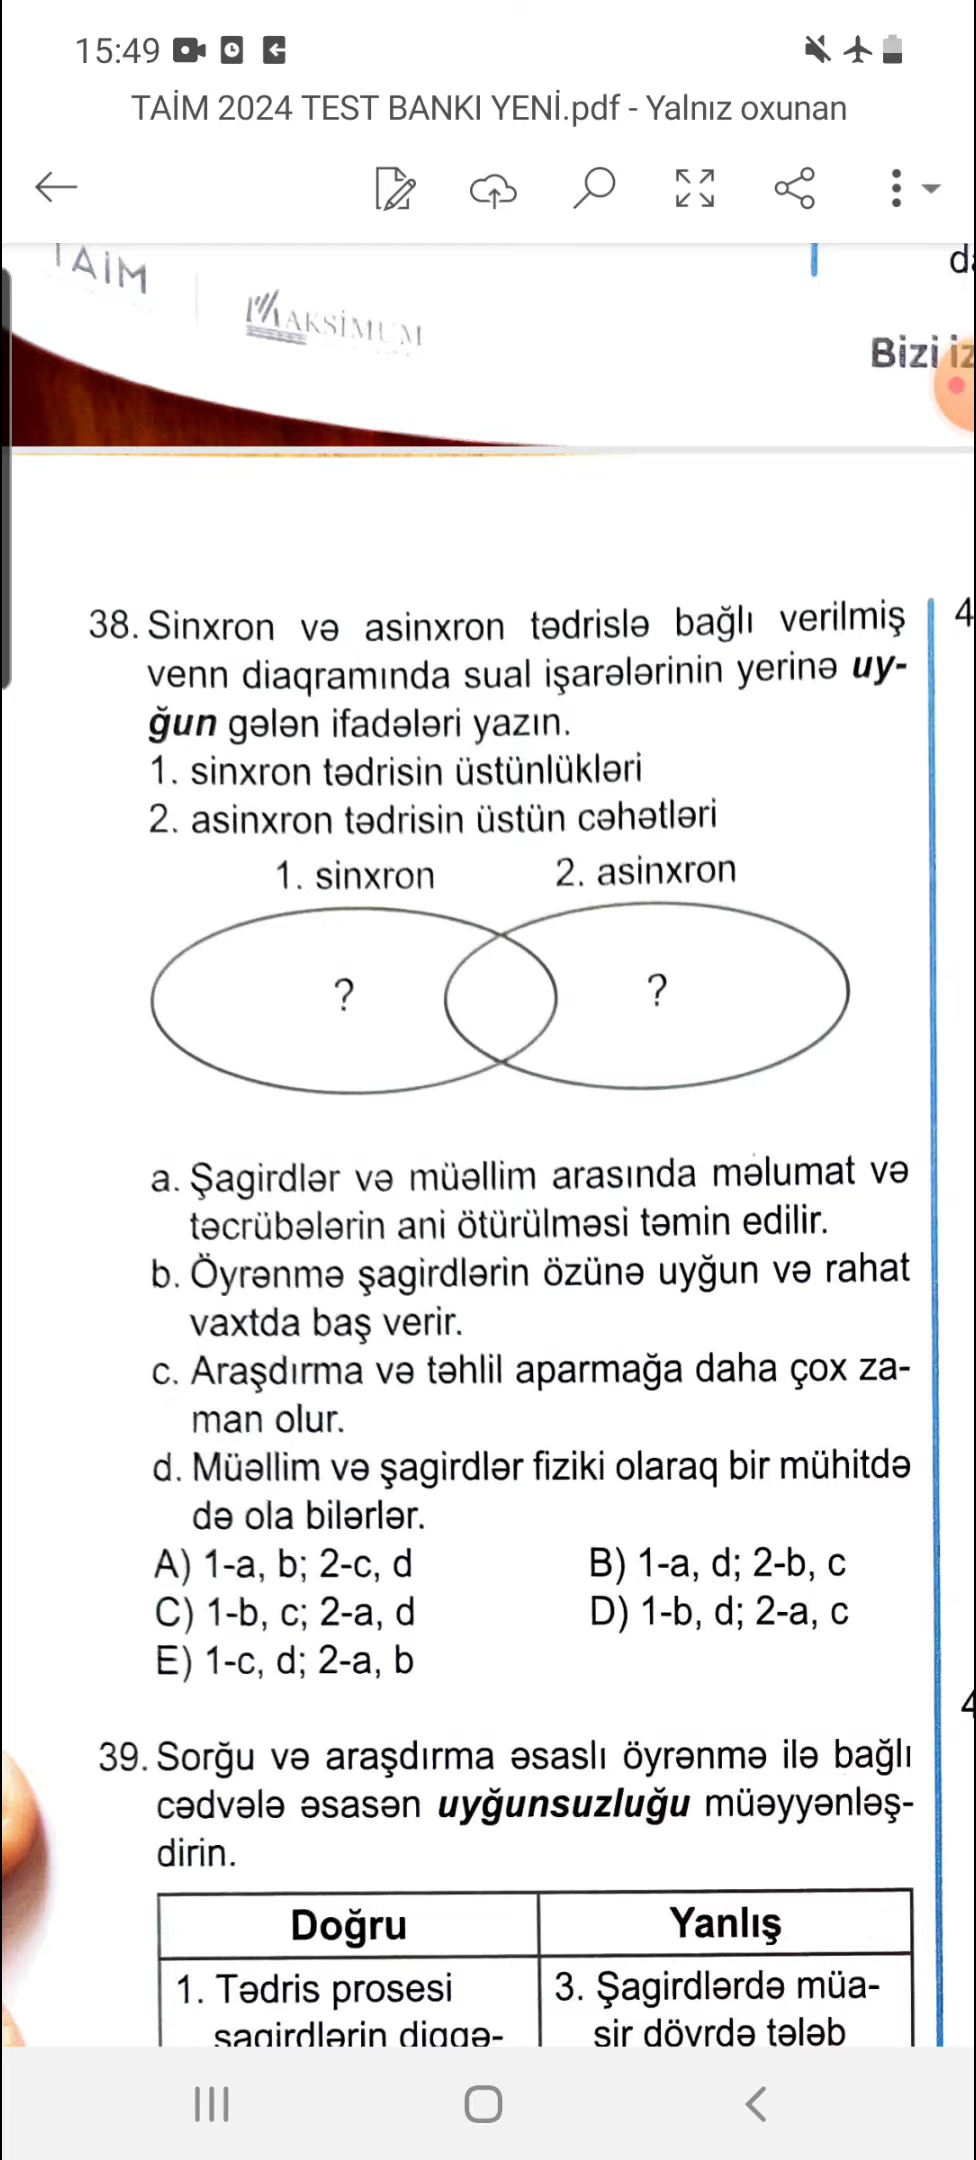 15:49
TAİM 2024 TEST BANKI YENİ.pdf - Yalnız oxunan
TAİM
MAKSİMUM
Bizi iz
38. Sinxron və asinxron tədrislə bağlı verilmiş
venn diaqramında sual işarələrinin yerinə uy-
ğun gələn ifadələri yazın.
1. sinxron tədrisin üstünlükləri
2. asinxron tədrisin üstün cəhətləri
1. sinxron 2. asinxron
? ?
a. Şagirdlər və müəllim arasında məlumat və
təcrübələrin ani ötürülməsi təmin edilir.
b. Öyrənmə şagirdlərin özünə uyğun və rahat
vaxtda baş verir.
c. Araşdırma və təhlil aparmağa daha çox za-
man olur.
d. Müəllim və şagirdlər fiziki olaraq bir mühitdə
də ola bilərlər.
A) 1-a, b; 2-c, d B) 1-a, d; 2-b, c
C) 1-b, c; 2-a, d D) 1-b, d; 2-a, c
E) 1-c, d; 2-a, b
39. Sorğu və araşdırma əsaslı öyrənmə ilə bağlı
cədvələ əsasən uyğunsuzluğu müəyyənləş-
dirin.
Doğru Yanlış
1. Tədris prosesi 3. Şagirdlərdə müa-
şagirdlərin diqqə- sir dövrdə tələb